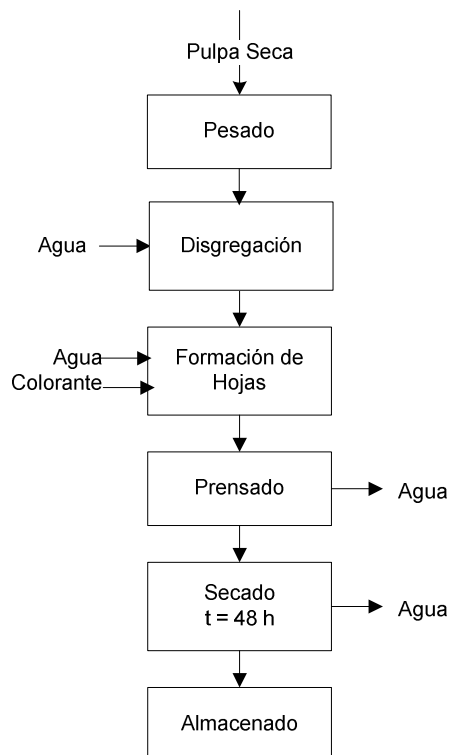 Pulpa Seca
Pesado
Agua
Disgregación
Agua
Colorante
Formación de
Hojas
Prensado
Agua
Secado
t = 48 h
Agua
Almacenado